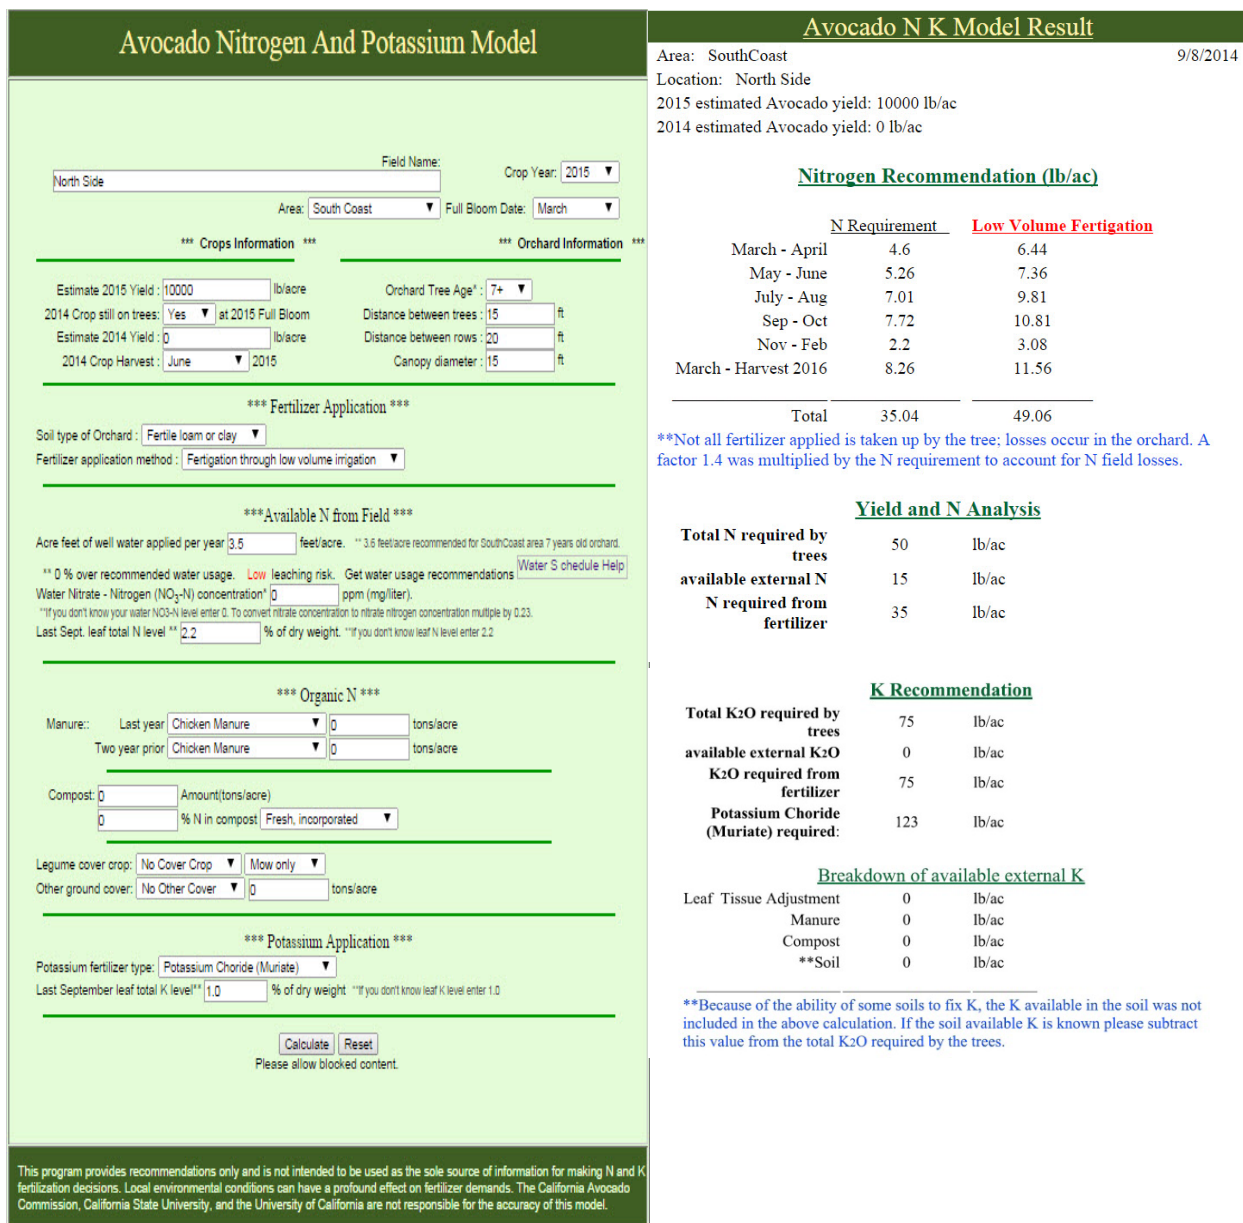 Avocado Nitrogen And Potassium Model
Field Name:
North Side
Crop Year: 2015
Area: South Coast Full Bloom Date: March
*** Crops Information *** *** Orchard Information ***
Estimate 2015 Yield : 10000 lb/acre Orchard Tree Age* : 7+
2014 Crop still on trees: Yes at 2015 Full Bloom Distance between trees : 15 ft
Estimate 2014 Yield : 0 lb/acre Distance between rows : 20 ft
2014 Crop Harvest : June 2015 Canopy diameter : 15 ft
*** Fertilizer Application ***
Soil type of Orchard : Fertile loam or clay
Fertilizer application method : Fertigation through low volume irrigation
***Available N from Field ***
Acre feet of well water applied per year 3.5 feet/acre. ** 3.6 feet/acre recommended for SouthCoast area 7 years old orchard.
** 0 % over recommended water usage. Low leaching risk. Get water usage recommendations Water S chedule Help
Water Nitrate - Nitrogen (NO3-N) concentration* 0 ppm (mg/liter).
**If you don't know your water NO3-N level enter 0. To convert nitrate concentration to nitrate nitrogen concentration multiple by 0.23.
Last Sept. leaf total N level ** 2.2 % of dry weight. **If you don't know leaf N level enter 2.2
*** Organic N ***
Manure:: Last year Chicken Manure 0 tons/acre
Two year prior Chicken Manure 0 tons/acre
Compost: 0 Amount(tons/acre)
0 % N in compost Fresh, incorporated
Legume cover crop: No Cover Crop Mow only
Other ground cover: No Other Cover 0 tons/acre
*** Potassium Application ***
Potassium fertilizer type: Potassium Choride (Muriate)
Last September leaf total K level** 1.0 % of dry weight **If you don't know leaf K level enter 1.0
Calculate Reset
Please allow blocked content.
This program provides recommendations only and is not intended to be used as the sole source of information for making N and K
fertilization decisions. Local environmental conditions can have a profound effect on fertilizer demands. The California Avocado
Commission, California State University, and the University of California are not responsible for the accuracy of this model.
Avocado N K Model Result
Area: SouthCoast 9/8/2014
Location: North Side
2015 estimated Avocado yield: 10000 lb/ac
2014 estimated Avocado yield: 0 lb/ac
Nitrogen Recommendation (lb/ac)
N Requirement Low Volume Fertigation
March - April 4.6 6.44
May - June 5.26 7.36
July - Aug 7.01 9.81
Sep - Oct 7.72 10.81
Nov - Feb 2.2 3.08
March - Harvest 2016 8.26 11.56
Total 35.04 49.06
**Not all fertilizer applied is taken up by the tree; losses occur in the orchard. A
factor 1.4 was multiplied by the N requirement to account for N field losses.
Yield and N Analysis
Total N required by
trees 50 lb/ac
available external N 15 lb/ac
N required from
fertilizer 35 lb/ac
K Recommendation
Total K2O required by
trees 75 lb/ac
available external K2O 0 lb/ac
K2O required from
fertilizer 75 lb/ac
Potassium Choride
(Muriate) required: 123 lb/ac
Breakdown of available external K
Leaf Tissue Adjustment 0 lb/ac
Manure 0 lb/ac
Compost 0 lb/ac
**Soil 0 lb/ac
**Because of the ability of some soils to fix K, the K available in the soil was not
included in the above calculation. If the soil available K is known please subtract
this value from the total K2O required by the trees.